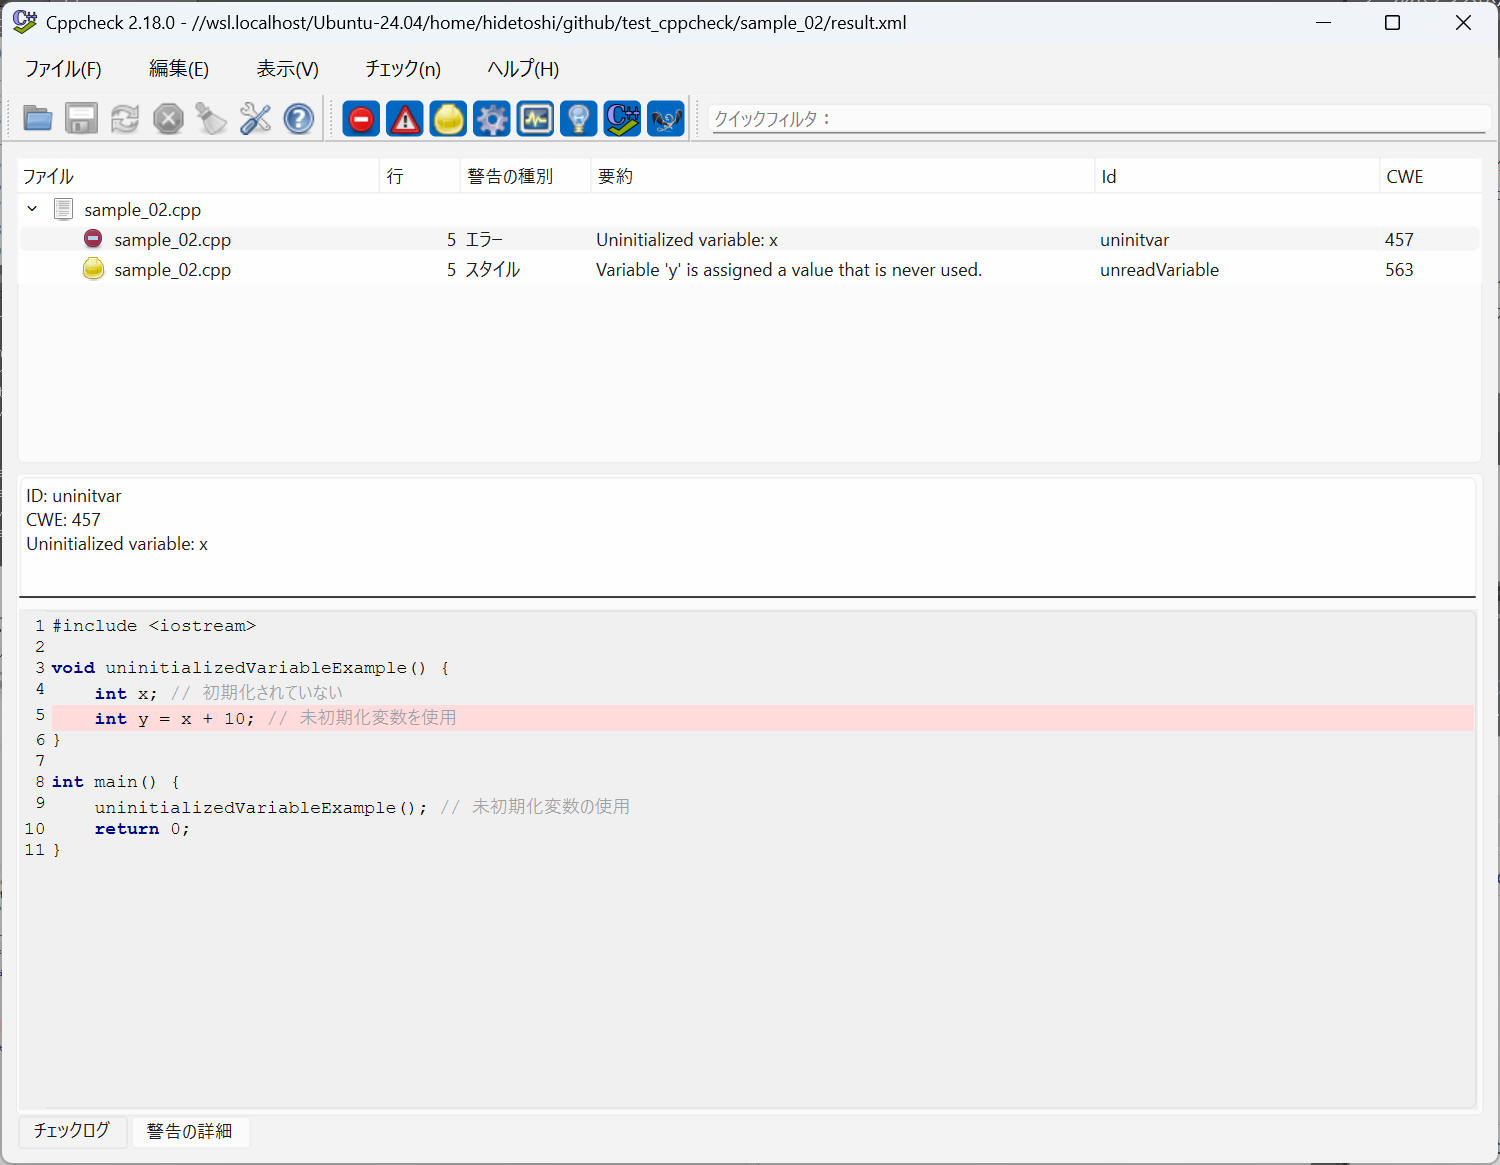 Cppcheck 2.18.0 - //wsl.localhost/Ubuntu-24.04/home/hidetoshi/github/test_cppcheck/sample_02/result.xml
ファイル(F) 編集(E) 表示(V) チェック(n) ヘルプ(H)
クイックフィルタ：
ファイル 行 警告の種別 要約 Id CWE
sample_02.cpp
sample_02.cpp 5 エラー Uninitialized variable: x uninitvar 457
sample_02.cpp 5 スタイル Variable 'y' is assigned a value that is never used. unreadVariable 563
ID: uninitvar
CWE: 457
Uninitialized variable: x
1 #include <iostream>
2
3 void uninitializedVariableExample() {
4     int x; // 初期化されていない
5     int y = x + 10; // 未初期化変数を使用
6 }
7
8 int main() {
9     uninitializedVariableExample(); // 未初期化変数の使用
10     return 0;
11 }
チェックログ 警告の詳細